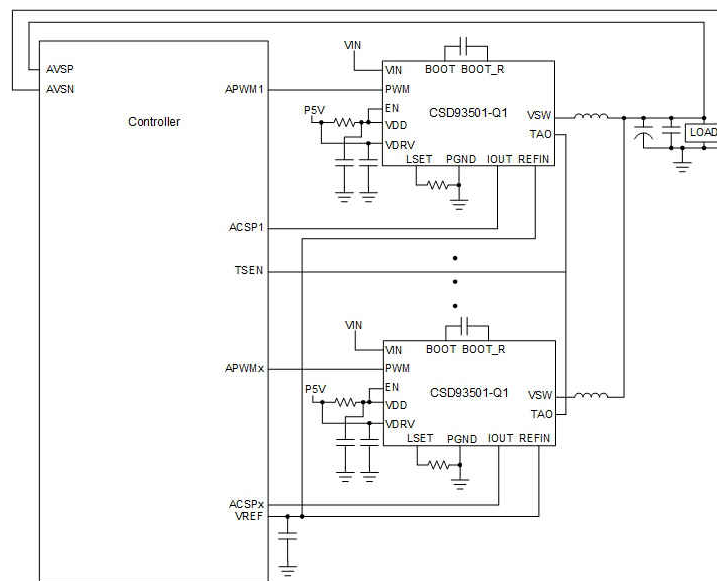 AVSP
AVSN
Controller
APWM1
ACSP1
TSEN
APWMx
ACSPx
VREF
VIN
BOOT BOOT_R
VIN
PWM
CSD93501-Q1
EN
P5V
VDD
VDRV
VSW
TAO
LSET PGND IOUT REFIN
LOAD
VIN
BOOT BOOT_R
VIN
PWM
CSD93501-Q1
EN
P5V
VDD
VDRV
VSW
TAO
LSET PGND IOUT REFIN